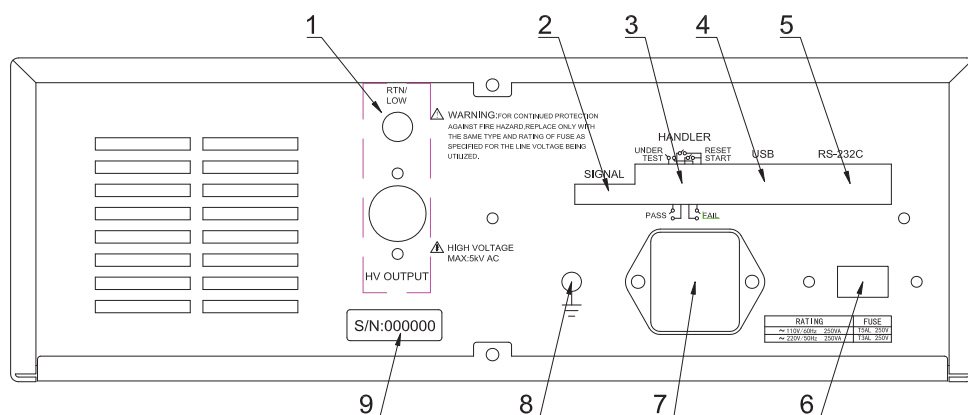 1
2
3
4
5
RTN/
LOW
WARNING:FOR CONTINUED PROTECTION
AGAINST FIRE HAZARD,REPLACE ONLY WITH
THE SAME TYPE AND RATING OF FUSE AS
SPECIFIED FOR THE LINE VOLTAGE BEING
UTILIZED.
HANDLER
UNDER
TEST
RESET
START
USB
RS-232C
SIGNAL
PASS
FAIL
HIGH VOLTAGE
MAX:5kV AC
HV OUTPUT
S/N:000000
RATING FUSE
~110V/60Hz 250VA T5AL 250V
~220V/50Hz 250VA T3AL 250V
9
8
7
6